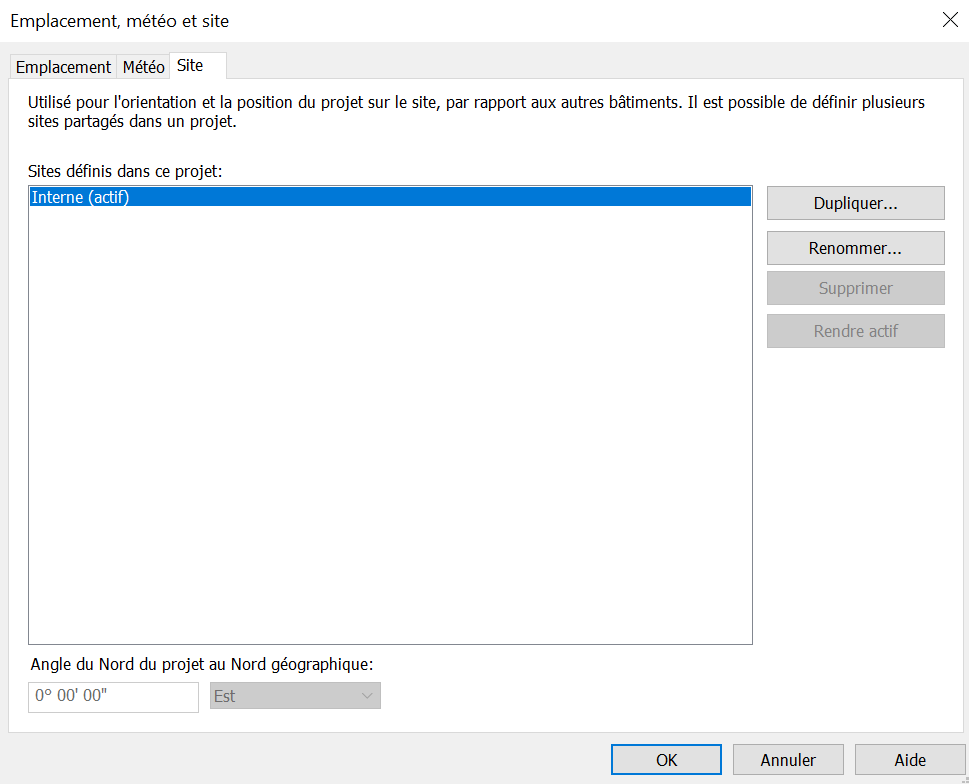 Emplacement, météo et site
Emplacement
Météo
Site
Utilisé pour l'orientation et la position du projet sur le site, par rapport aux autres bâtiments. Il est possible de définir plusieurs
sites partagés dans un projet.
Sites définis dans ce projet:
Interne (actif)
Dupliquer...
Renommer...
Supprimer
Rendre actif
Angle du Nord du projet au Nord géographique:
0° 00' 00"
Est
OK
Annuler
Aide